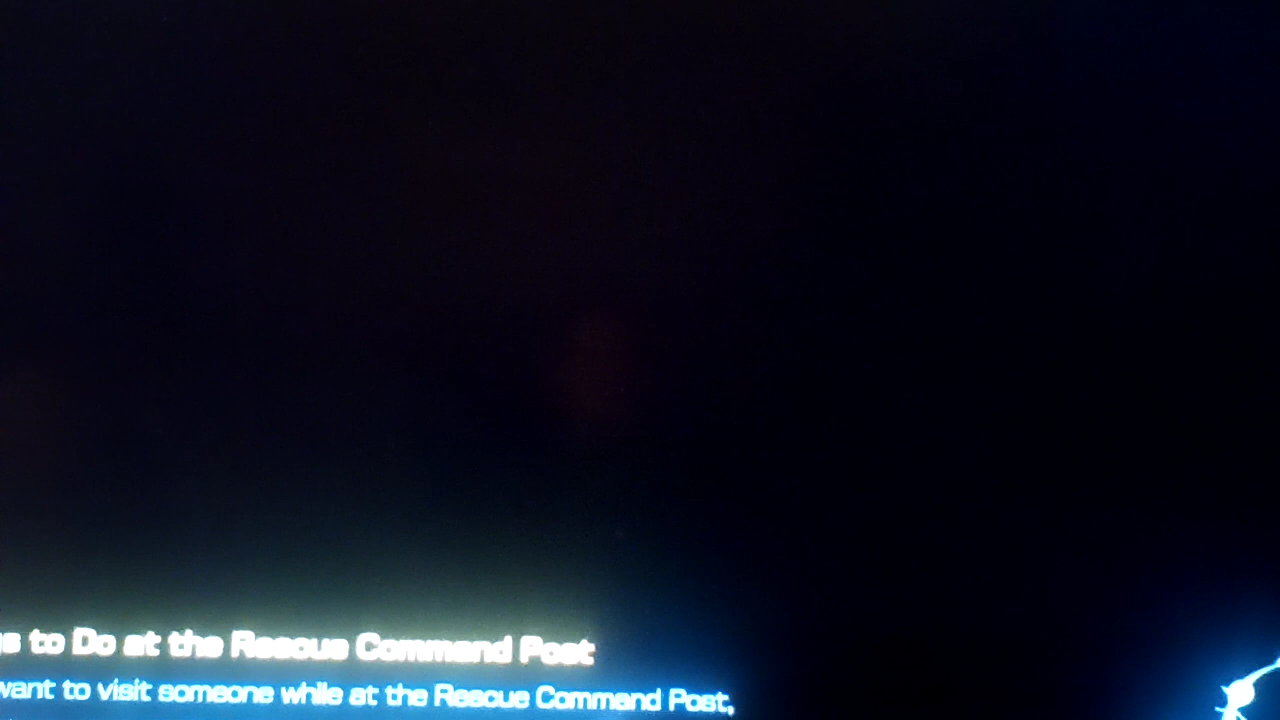 to Do at the Rescue Command Post
want to visit someone while at the Rescue Command Post,